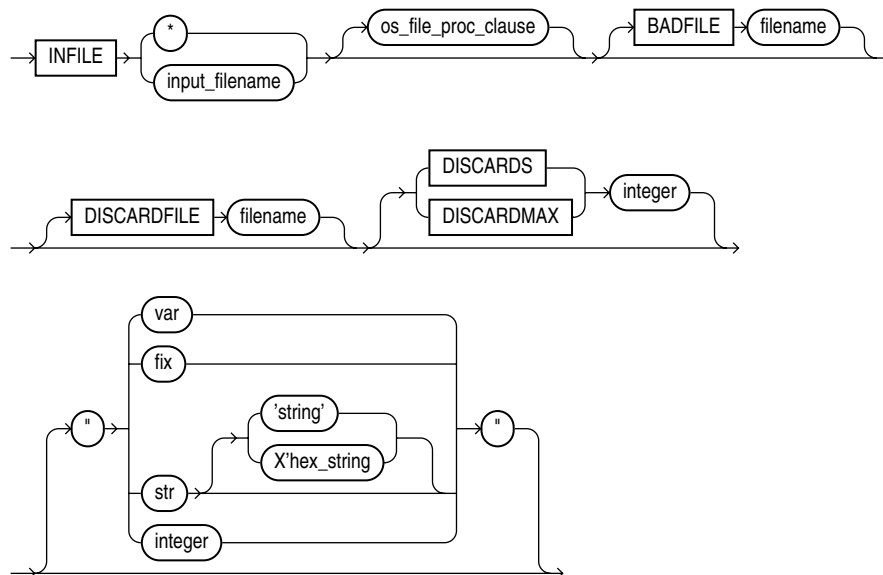 INFILE * os_file_proc_clause BADFILE filename
input_filename
DISCARDFILE filename DISCARDS integer
DISCARDMAX
var
fix
" 'string' "
X'hex_string
str
integer